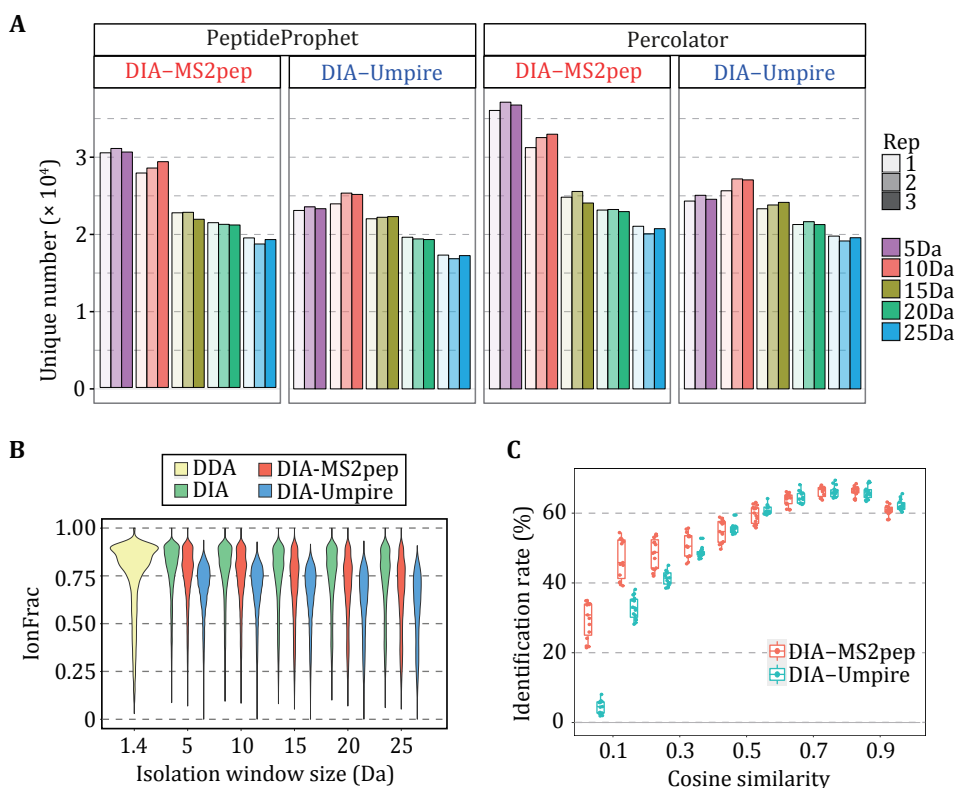 A
PeptideProphet
Percolator
DIA−MS2pep
DIA−Umpire
DIA−MS2pep
DIA−Umpire
Unique number (× 10⁴)
3
2
1
0
Rep
1
2
3
5Da
10Da
15Da
20Da
25Da
B
DDA
DIA-MS2pep
DIA
DIA-Umpire
IonFrac
1.00
0.75
0.50
0.25
0
1.4
5
10
15
20
25
Isolation window size (Da)
C
Identification rate (%)
60
40
20
0
DIA−MS2pep
DIA−Umpire
0.1
0.3
0.5
0.7
0.9
Cosine similarity